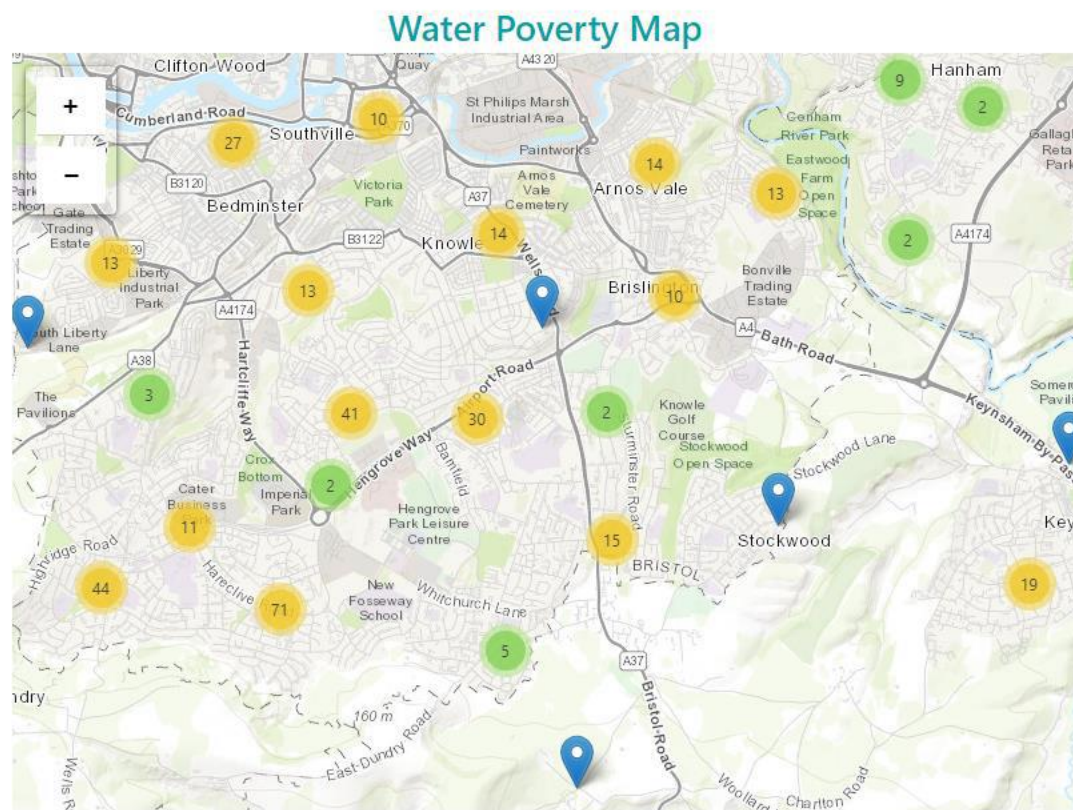 Water Poverty Map
Clifton Wood
Quay
A4320
9
Hanham
2
+
Cumberland Road
10
St Philips Marsh
Industrial Area
Genham
River Park
27
Southville
Paintworks
14
−
B3120
Victoria
Park
A37
Arnos
Vale
Cemetery
Arnos Vale
13
Eastwood
Farm
Open
Space
Gate
Trading
Estate
Bedminster
14
B3122
Knowle
2
A4174
13
Liberty
Industrial
Park
13
Brislington
10
Bonville
Trading
Estate
A4174
Liberty
Lane
A38
A4
Bath Road
Hartcliffe Way
Airport Road
The
Pavilions
3
41
30
2
Knowle
Golf
Course
Keynsham By-Pass
Sturminster Road
Stockwood
Open Space
Stockwood Lane
Bamfield
Hengrove Way
Crox
Bottom
2
Cater
Business
Imperial
Park
Hengrove
Park Leisure
Centre
11
Highridge Road
15
Stockwood
BRISTOL
44
71
New
Fosseway
School
Whitchurch Lane
19
5
A37
Bristol Road
160 m
East Dundry Road
Charlton Road